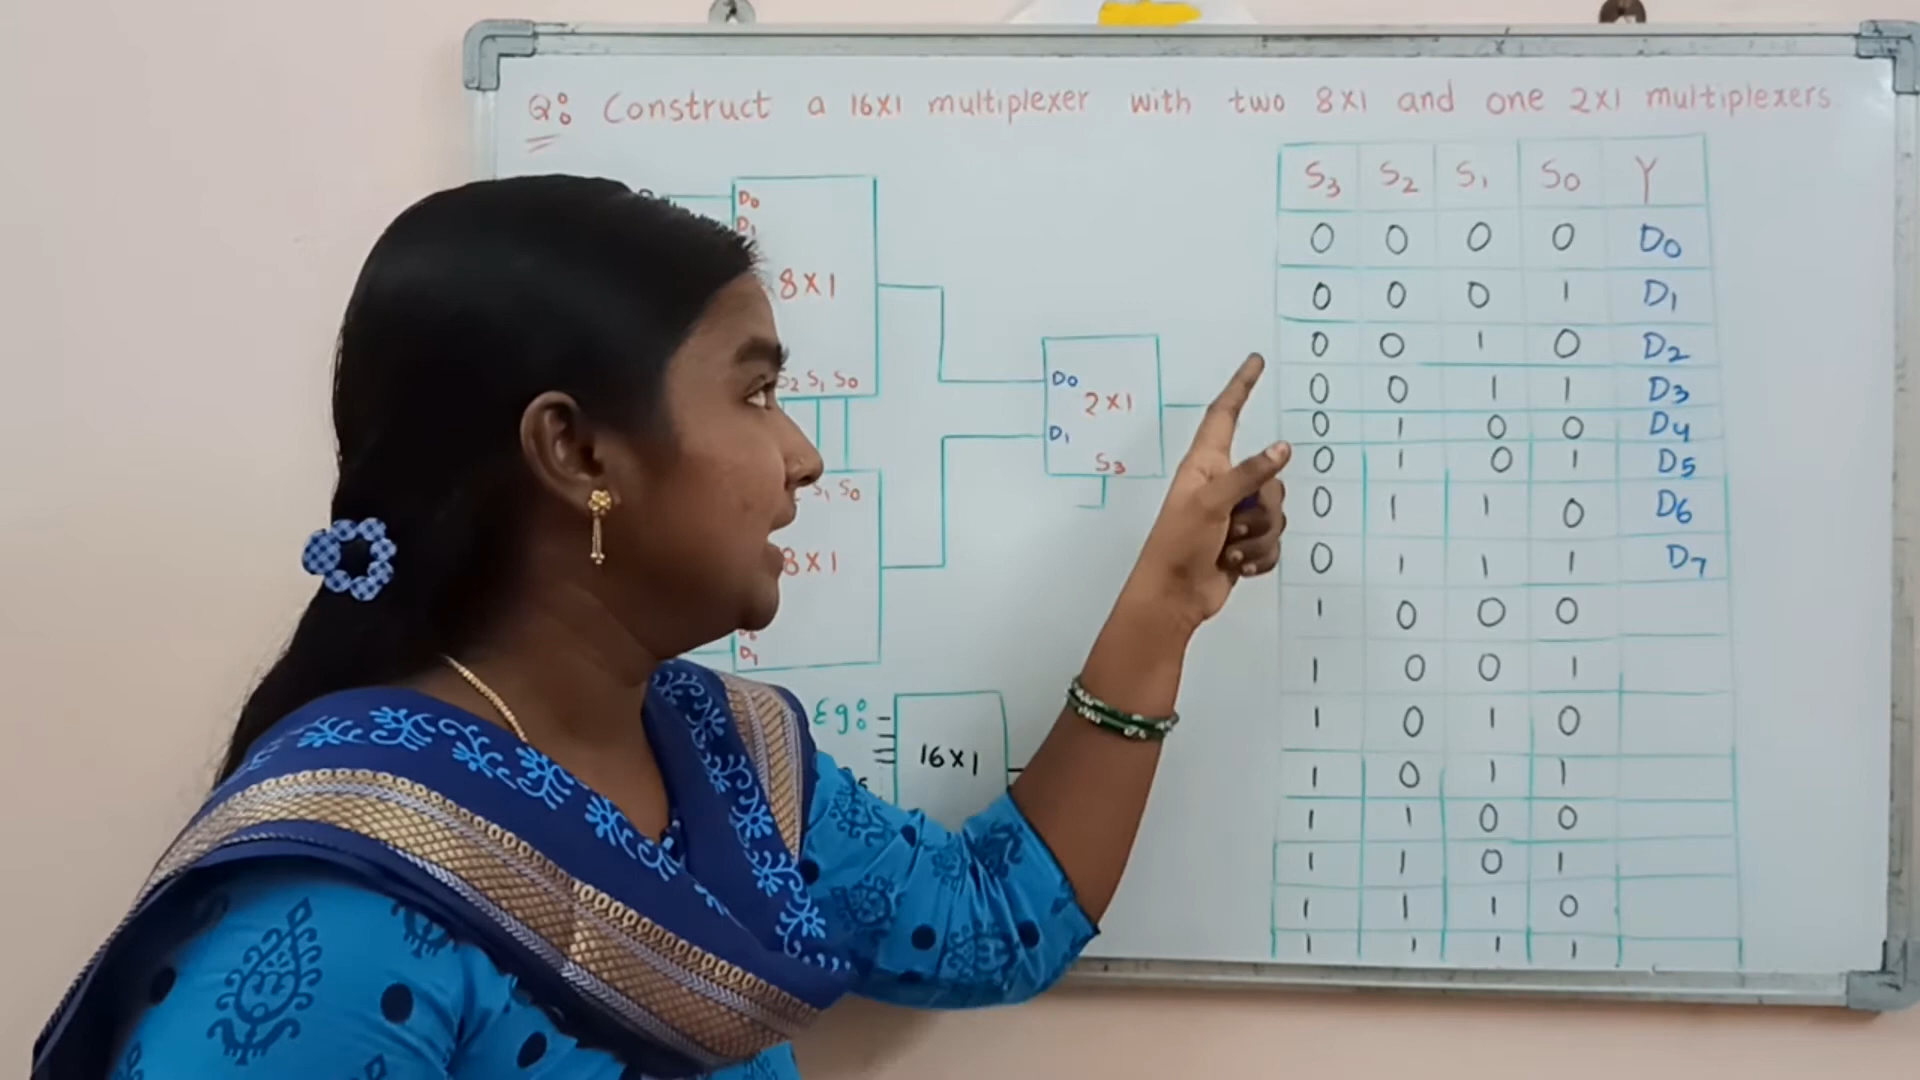 Q: Construct a 16X1 multiplexer with two 8X1 and one 2X1 multiplexers
D0
D1
8X1
S2 S1 S0
S1 S0
8X1
D7
D0
2X1
D1
S3
Eg:
16X1
S3 S2 S1 S0 Y
0 0 0 0 D0
0 0 0 1 D1
0 0 1 0 D2
0 0 1 1 D3
0 1 0 0 D4
0 1 0 1 D5
0 1 1 0 D6
0 1 1 1 D7
1 0 0 0
1 0 0 1
1 0 1 0
1 0 1 1
1 1 0 0
1 1 0 1
1 1 1 0
1 1 1 1